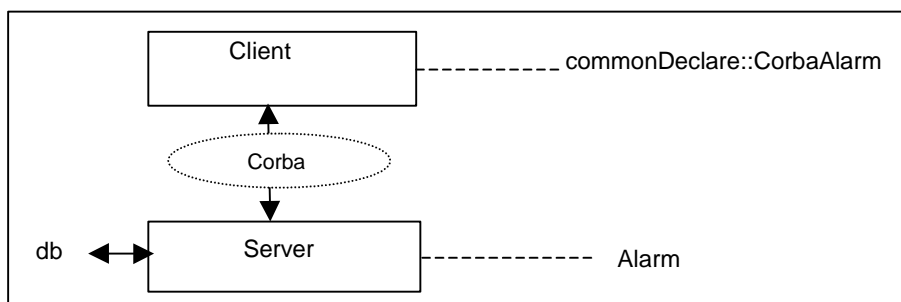 Client
commonDeclare::CorbaAlarm
Corba
db
Server
Alarm